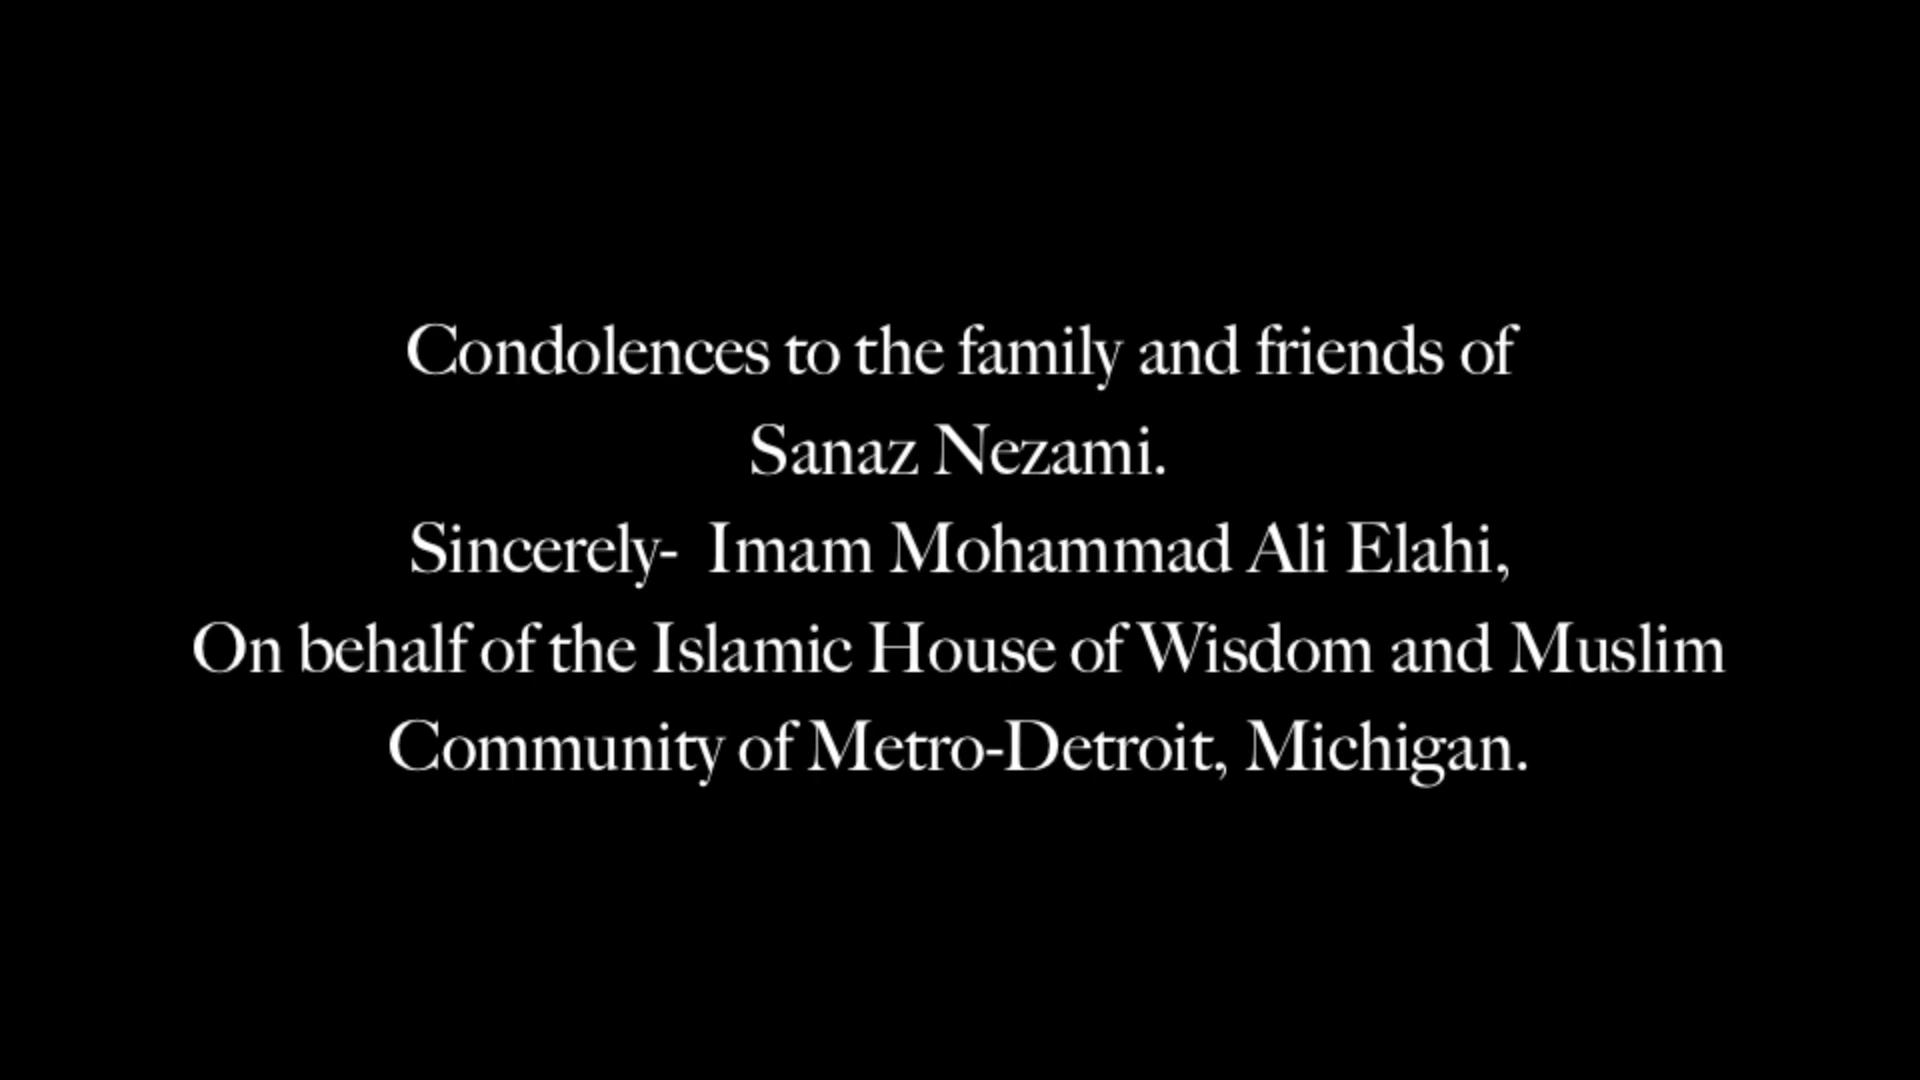 Condolences to the family and friends of
Sanaz Nezami.
Sincerely-  Imam Mohammad Ali Elahi,
On behalf of the Islamic House of Wisdom and Muslim
Community of Metro-Detroit, Michigan.